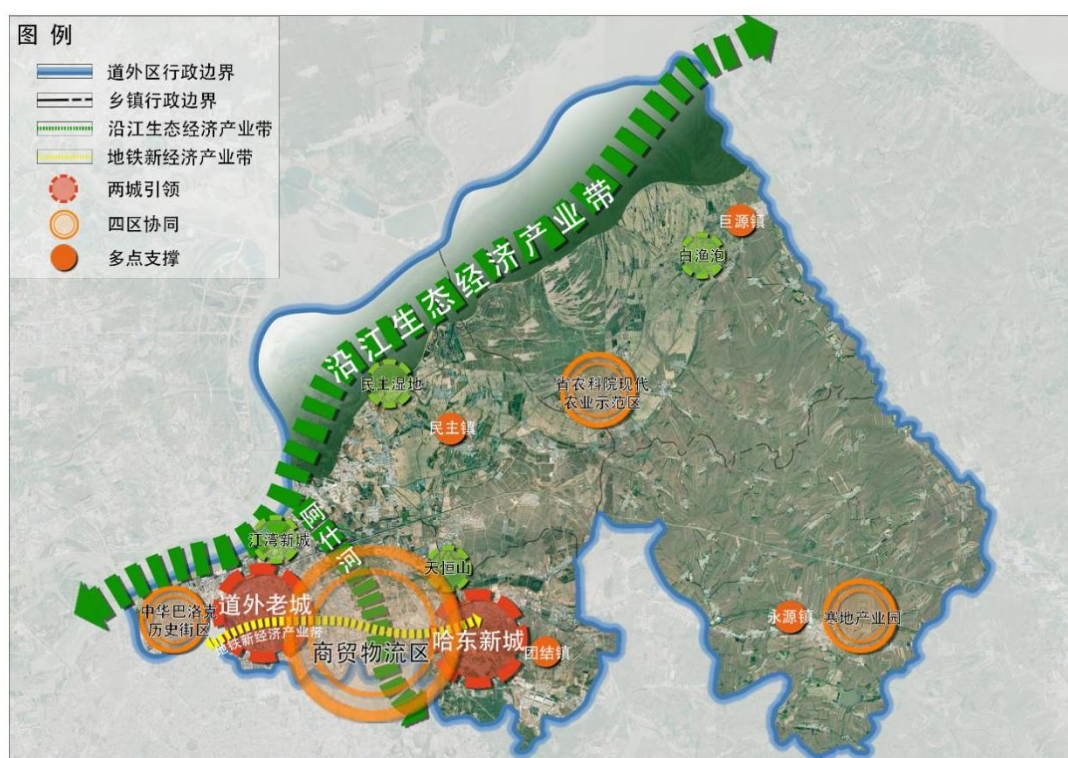 图 例
道外区行政边界
乡镇行政边界
沿江生态经济产业带
地铁新经济产业带
两城引领
四区协同
多点支撑
沿江生态经济产业带
巨源镇
白渔泡
民主湿地
省农科院现代
农业示范区
民主镇
阿什河
江湾新城
天恒山
中华巴洛克
历史街区
道外老城
地铁新经济产业带
商贸物流区
哈东新城
团结镇
永源镇
寒地产业园